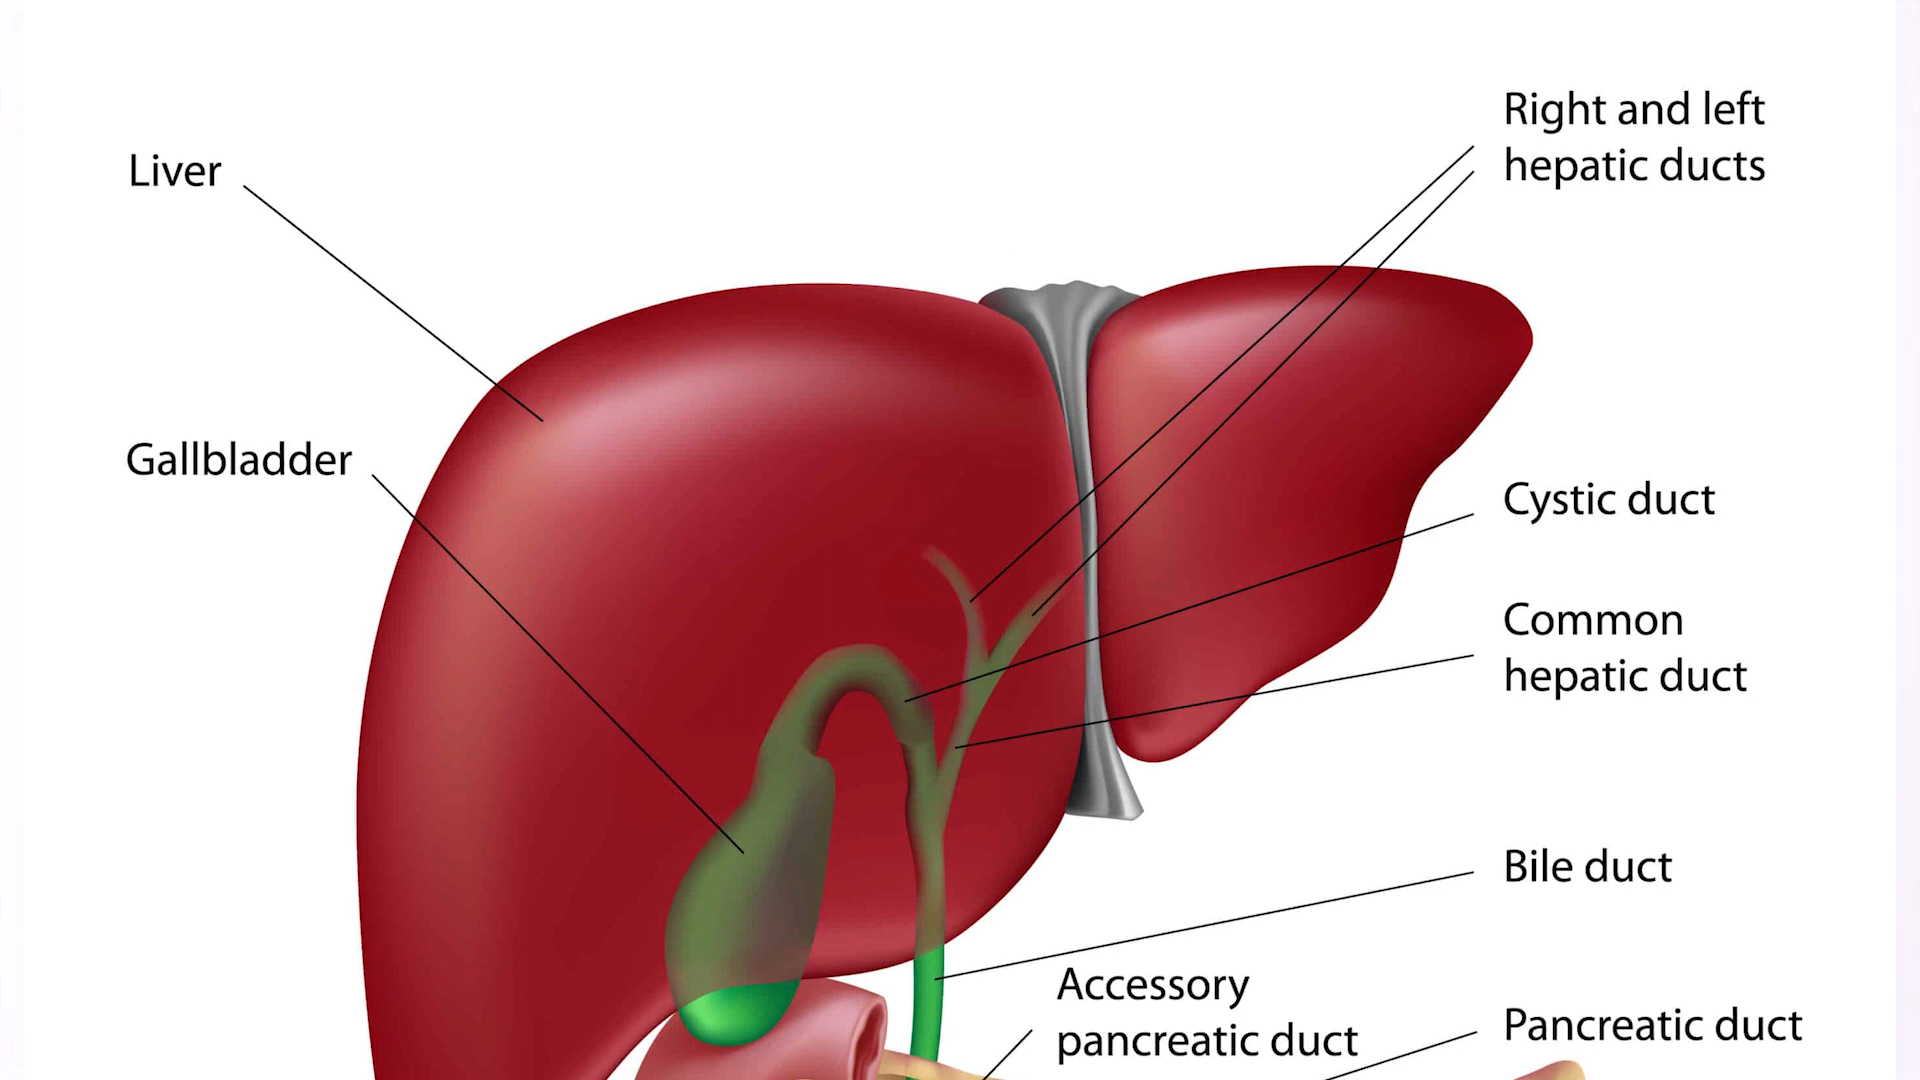 Right and left
hepatic ducts
Liver
Gallbladder
Cystic duct
Common
hepatic duct
Bile duct
Accessory
pancreatic duct
Pancreatic duct